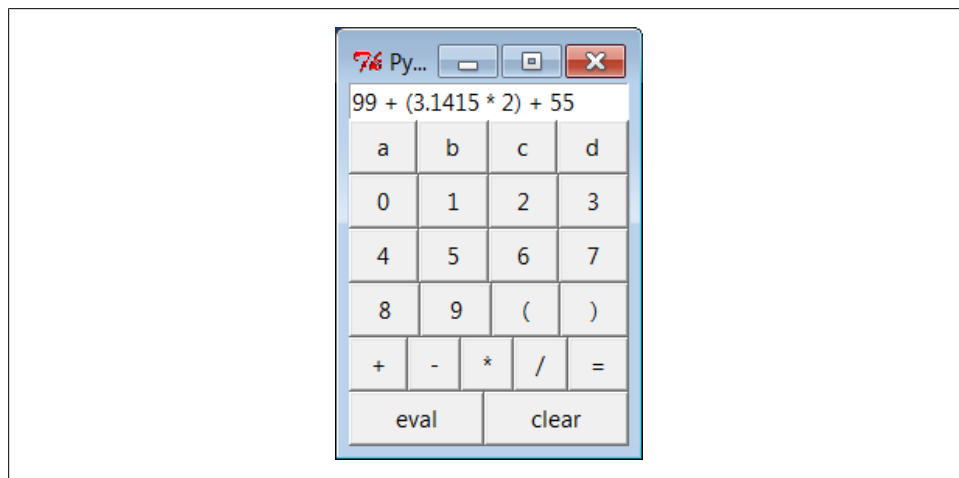 Py...
99 + (3.1415 * 2) + 55
a b c d
0 1 2 3
4 5 6 7
8 9 ( )
+ - * / =
eval clear